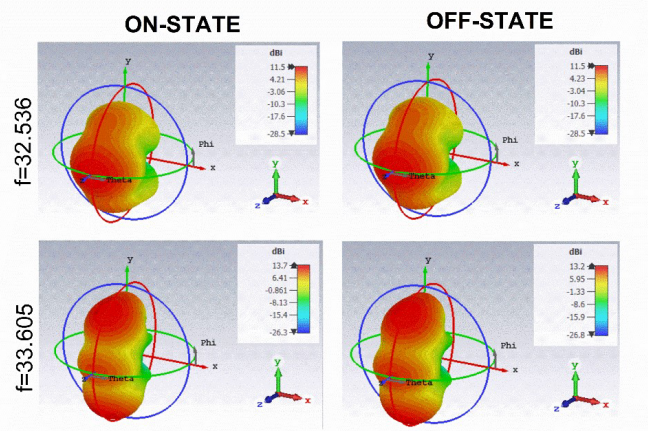 ON-STATE
OFF-STATE
f=32.536
dBi
11.5
4.21
-3.06
-10.3
-17.6
-28.5
y
Phi
x
Theta
y
z
x
dBi
11.5
4.21
-3.04
-10.3
-17.6
-28.5
y
Phi
x
Theta
y
z
x
f=33.605
dBi
13.7
6.41
-0.861
-8.13
-15.4
-26.3
y
Phi
x
Theta
y
z
x
dBi
13.2
5.95
-1.33
-8.6
-15.9
-26.8
y
Phi
x
Theta
y
z
x